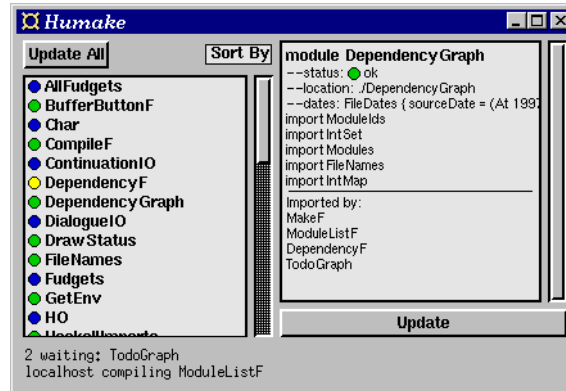 Humake
Update All
Sort By
AllFudgets
BufferButtonF
Char
CompileF
ContinuationIO
DependencyF
DependencyGraph
DialogueIO
DrawStatus
FileNames
Fudgets
GetEnv
HO
HaskellImports
module DependencyGraph
--status: ok
--location: ./DependencyGraph
--dates: FileDates { sourceDate = (At 1997
import ModuleIds
import IntSet
import Modules
import FileNames
import IntMap
Imported by:
MakeF
ModuleListF
DependencyF
TodoGraph
Update
2 waiting: TodoGraph
localhost compiling ModuleListF